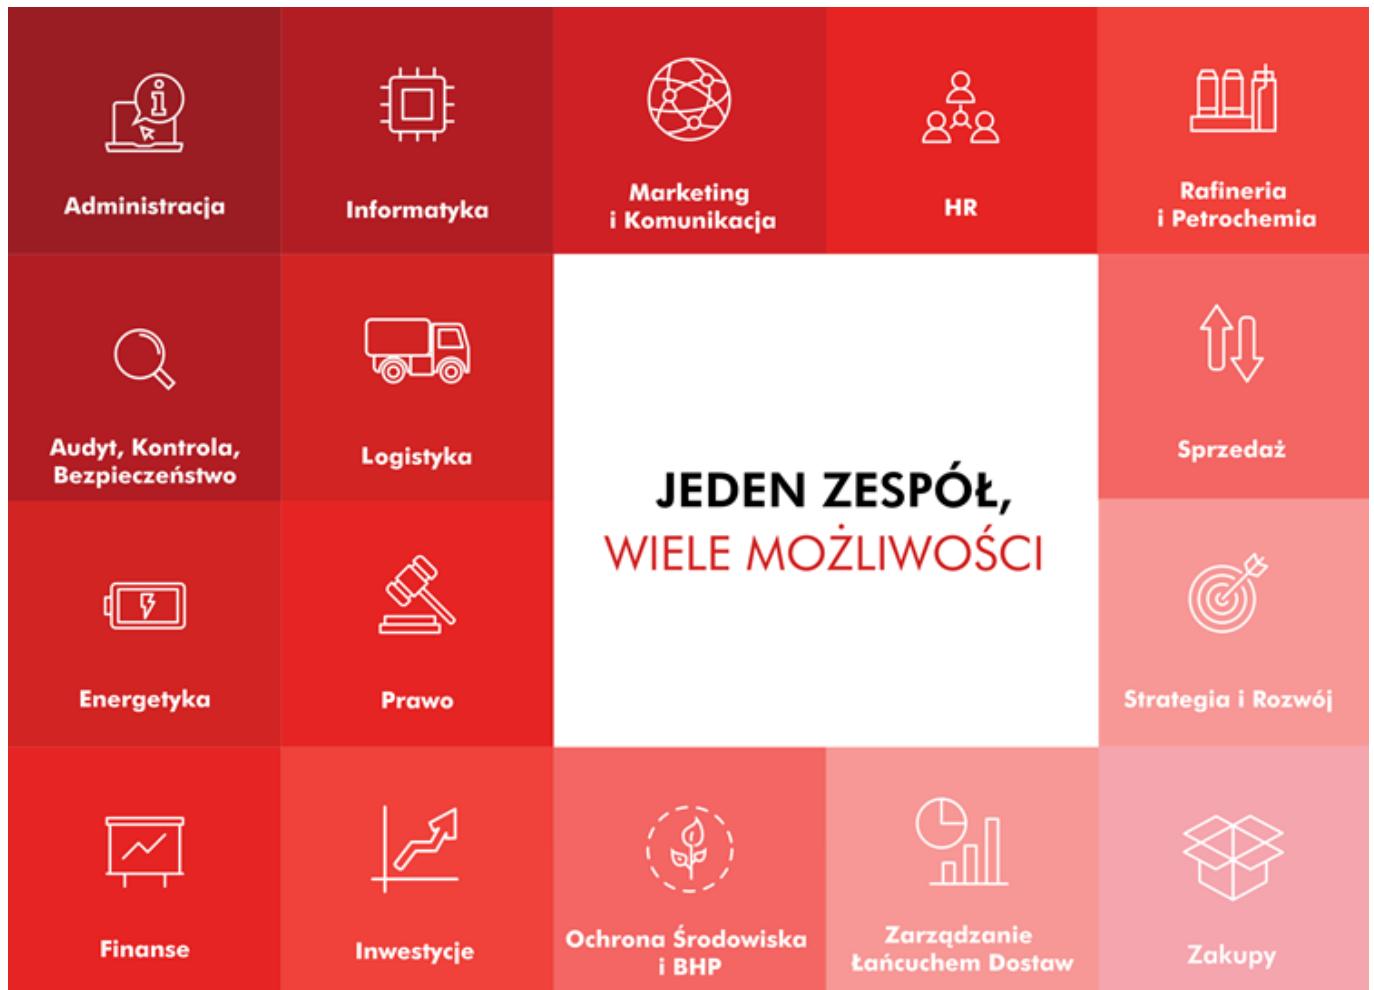 Administracja
Informatyka
Marketing
i Komunikacja
HR
Rafineria
i Petrochemia
Audyt, Kontrola,
Bezpieczeństwo
Logistyka
JEDEN ZESPÓŁ,
WIELE MOŻLIWOŚCI
Sprzedaż
Energetyka
Prawo
Strategia i Rozwój
Finanse
Inwestycje
Ochrona Środowiska
i BHP
Zarządzanie
Łańcuchem Dostaw
Zakupy